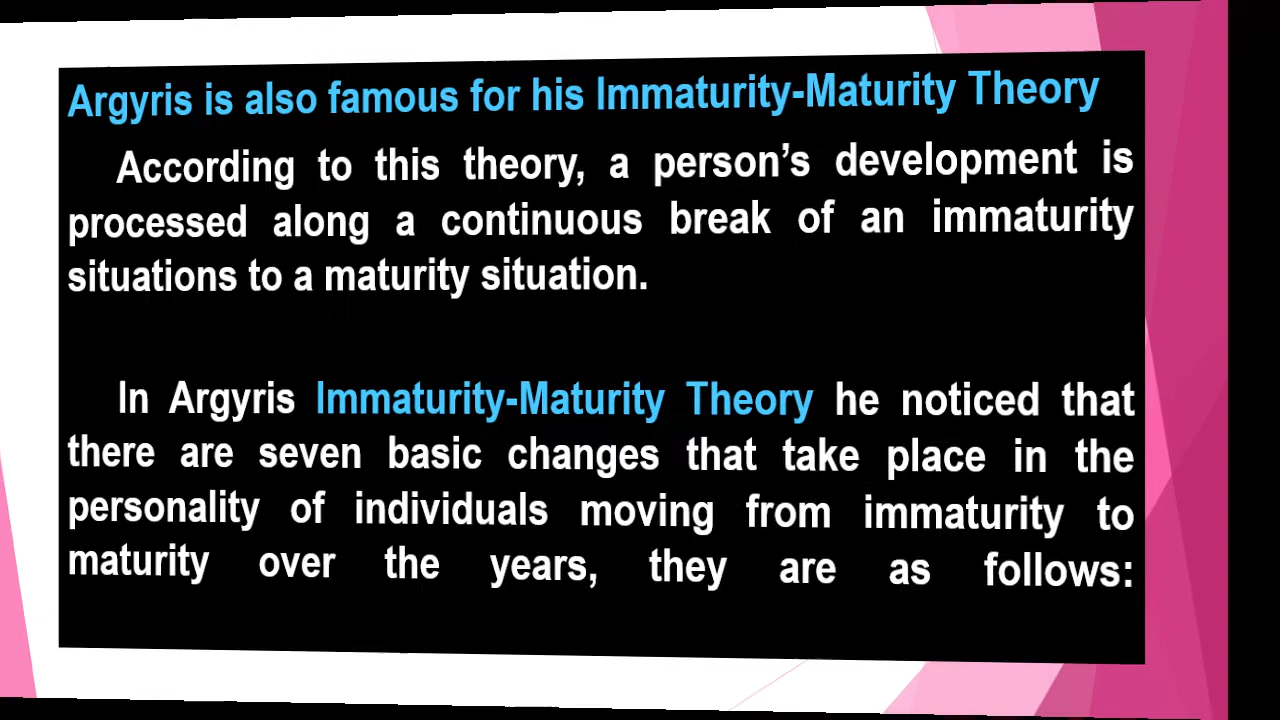 Argyris is also famous for his Immaturity-Maturity Theory
According to this theory, a person's development is
processed along a continuous break of an immaturity
situations to a maturity situation.
In Argyris Immaturity-Maturity Theory he noticed that
there are seven basic changes that take place in the
personality of individuals moving from immaturity to
maturity over the years, they are as follows: